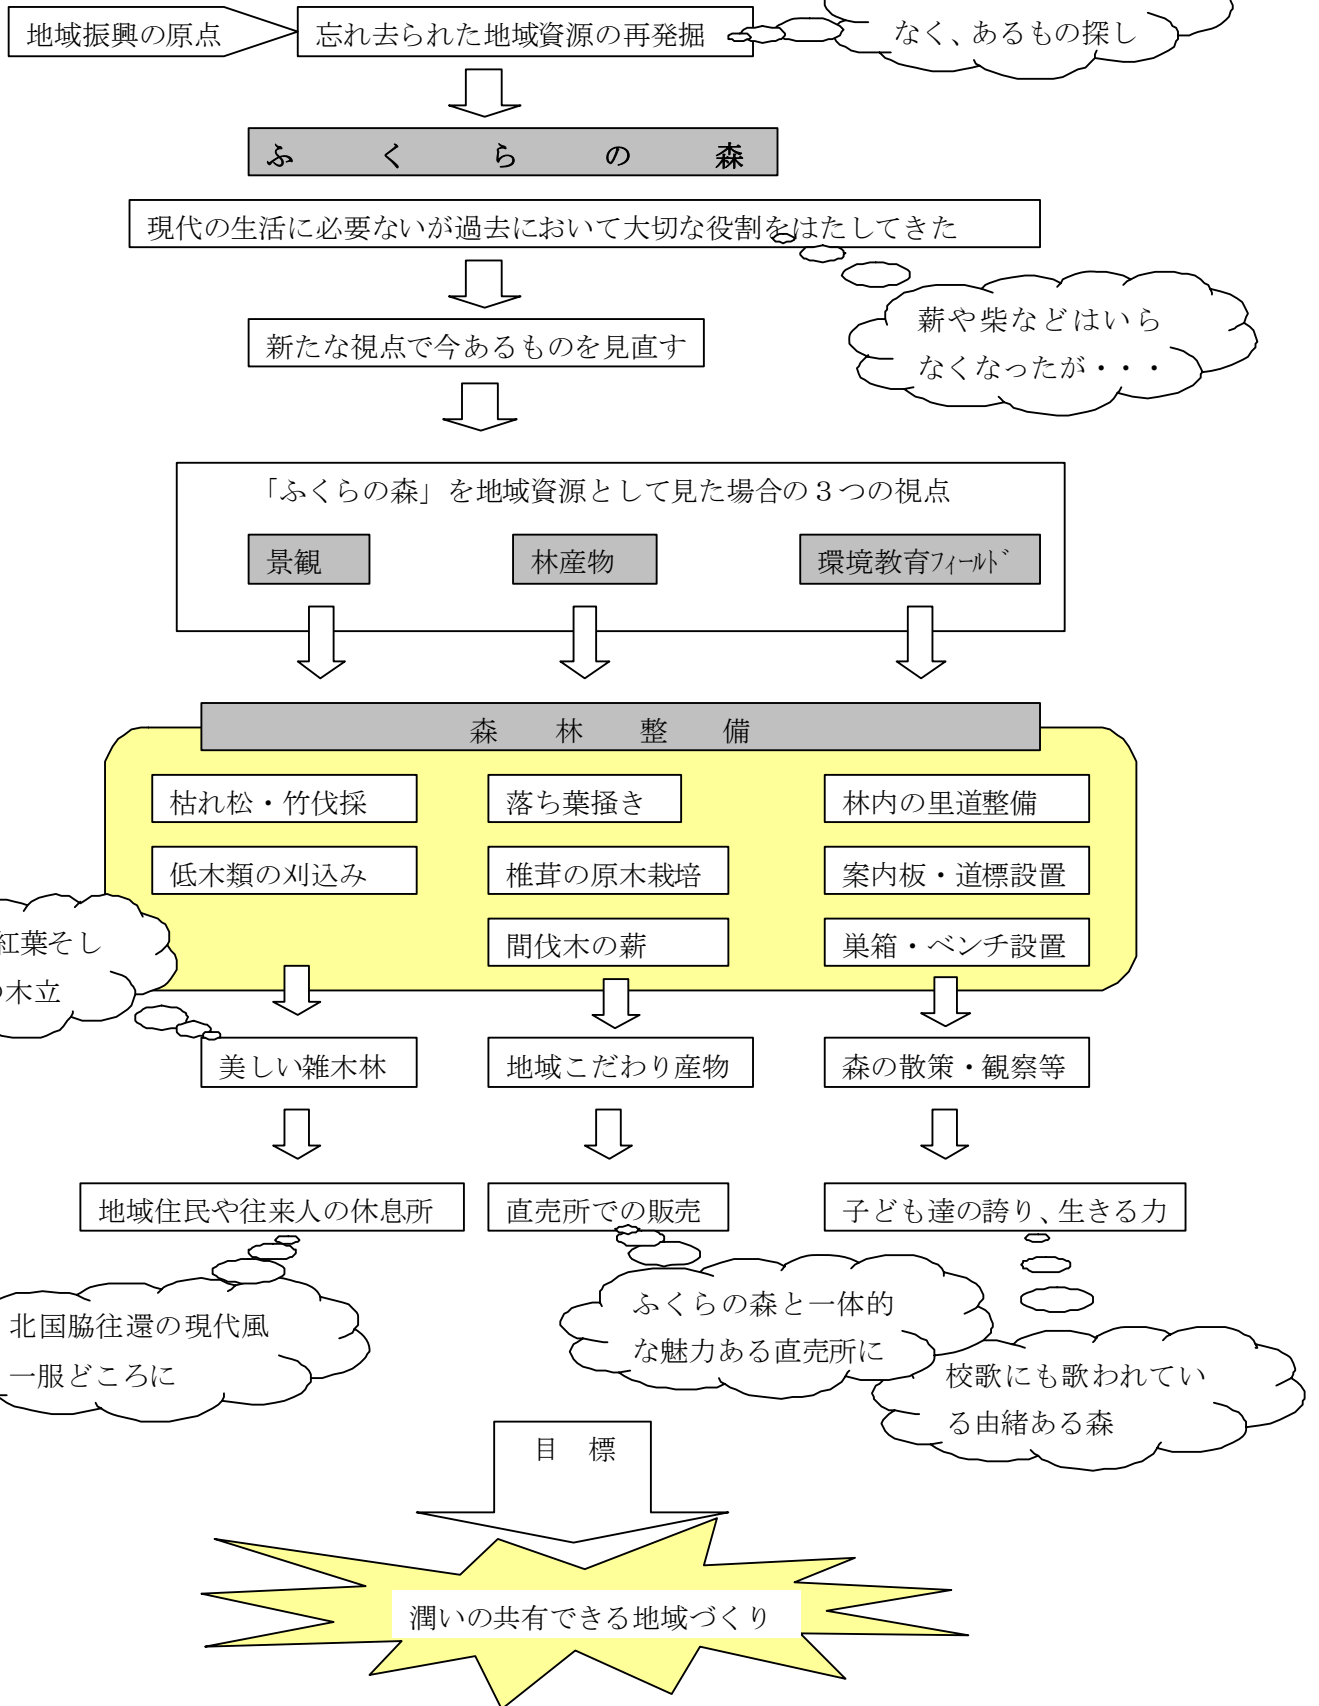 地域振興の原点
忘れ去られた地域資源の再発掘
なく、あるもの探し
ふくらの森
現代の生活に必要ないが過去において大切な役割をはたしてきた
薪や柴などはいら
なくなったが・・・
新たな視点で今あるものを見直す
「ふくらの森」を地域資源として見た場合の３つの視点
景観
林産物
環境教育ﾌｨｰﾙﾄﾞ
森林整備
枯れ松・竹伐採
落ち葉掻き
林内の里道整備
低木類の刈込み
椎茸の原木栽培
案内板・道標設置
間伐木の薪
巣箱・ベンチ設置
紅葉そし
の木立
美しい雑木林
地域こだわり産物
森の散策・観察等
地域住民や往来人の休息所
直売所での販売
子ども達の誇り、生きる力
北国脇往還の現代風
一服どころに
ふくらの森と一体的
な魅力ある直売所に
校歌にも歌われてい
る由緒ある森
目標
潤いの共有できる地域づくり